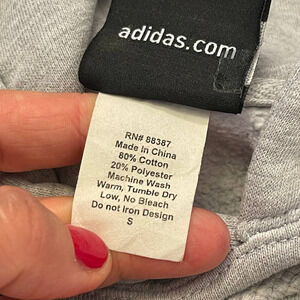 adidas.com
RN# 88387
Made in China
80% Cotton
20% Polyester
Machine Wash
Warm, Tumble Dry
Low, No Bleach
Do not Iron Design
S